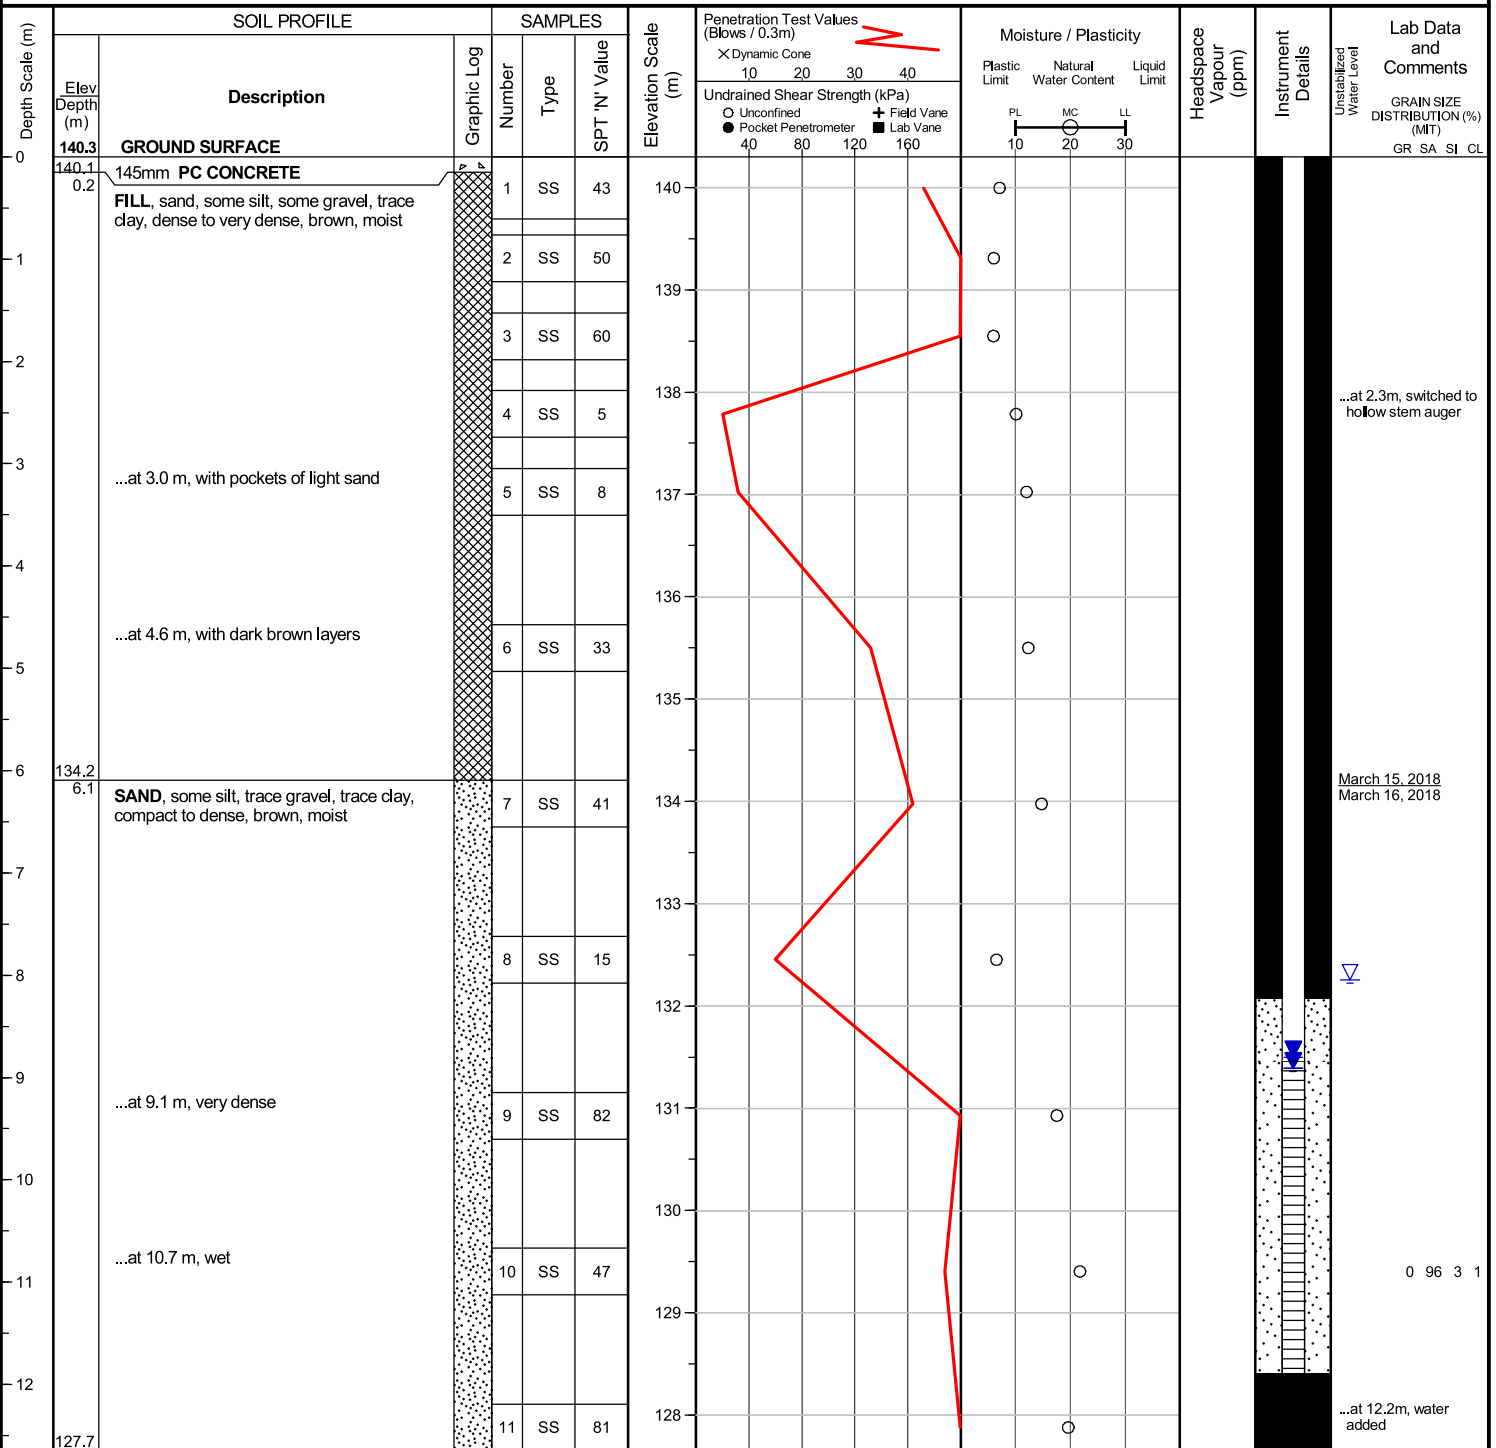 SOIL PROFILE
SAMPLES
Depth Scale (m)
Elev
Depth
(m)
Description
Graphic Log
Number
Type
SPT 'N' Value
Elevation Scale
(m)
Penetration Test Values
(Blows / 0.3m)
× Dynamic Cone
10 20 30 40
Undrained Shear Strength (kPa)
Unconfined
Field Vane
Pocket Penetrometer
Lab Vane
40 80 120 160
Moisture / Plasticity
Plastic
Limit
Natural
Water Content
Liquid
Limit
PL MC LL
10 20 30
Headspace
Vapour
(ppm)
Instrument
Details
Unstabilized
Water Level
Lab Data
and
Comments
GRAIN SIZE
DISTRIBUTION (%)
(MIT)
GR SA SI CL
140.3 GROUND SURFACE
0
140.1
0.2
145mm PC CONCRETE
FILL, sand, some silt, some gravel, trace
clay, dense to very dense, brown, moist
1 SS 43
140
1
2 SS 50
139
3 SS 60
2
138
...at 2.3m, switched to
hollow stem auger
4 SS 5
3
...at 3.0 m, with pockets of light sand
5 SS 8
137
4
136
...at 4.6 m, with dark brown layers
6 SS 33
5
135
6
134.2
6.1
SAND, some silt, trace gravel, trace clay,
compact to dense, brown, moist
7 SS 41
134
March 15, 2018
March 16, 2018
7
133
8 SS 15
8
132
9
...at 9.1 m, very dense
9 SS 82
131
10
130
...at 10.7 m, wet
10 SS 47
0 96 3 1
11
129
12
128
11 SS 81
...at 12.2m, water
added
127.7